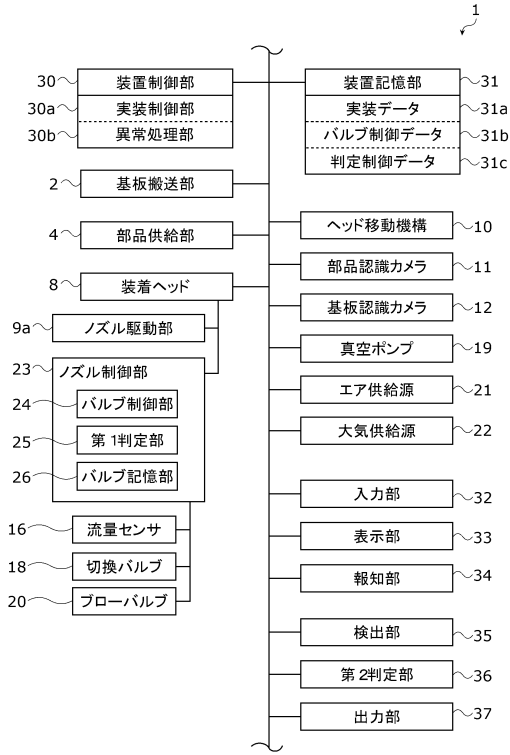 1
30 装置制御部
30a 実装制御部
30b 異常処理部
2 基板搬送部
4 部品供給部
8 装着ヘッド
9a ノズル駆動部
23 ノズル制御部
24 バルブ制御部
25 第1判定部
26 バルブ記憶部
16 流量センサ
18 切換バルブ
20 ブローバルブ
装置記憶部 31
実装データ 31a
バルブ制御データ 31b
判定制御データ 31c
ヘッド移動機構 10
部品認識カメラ 11
基板認識カメラ 12
真空ポンプ 19
エア供給源 21
大気供給源 22
入力部 32
表示部 33
報知部 34
検出部 35
第2判定部 36
出力部 37